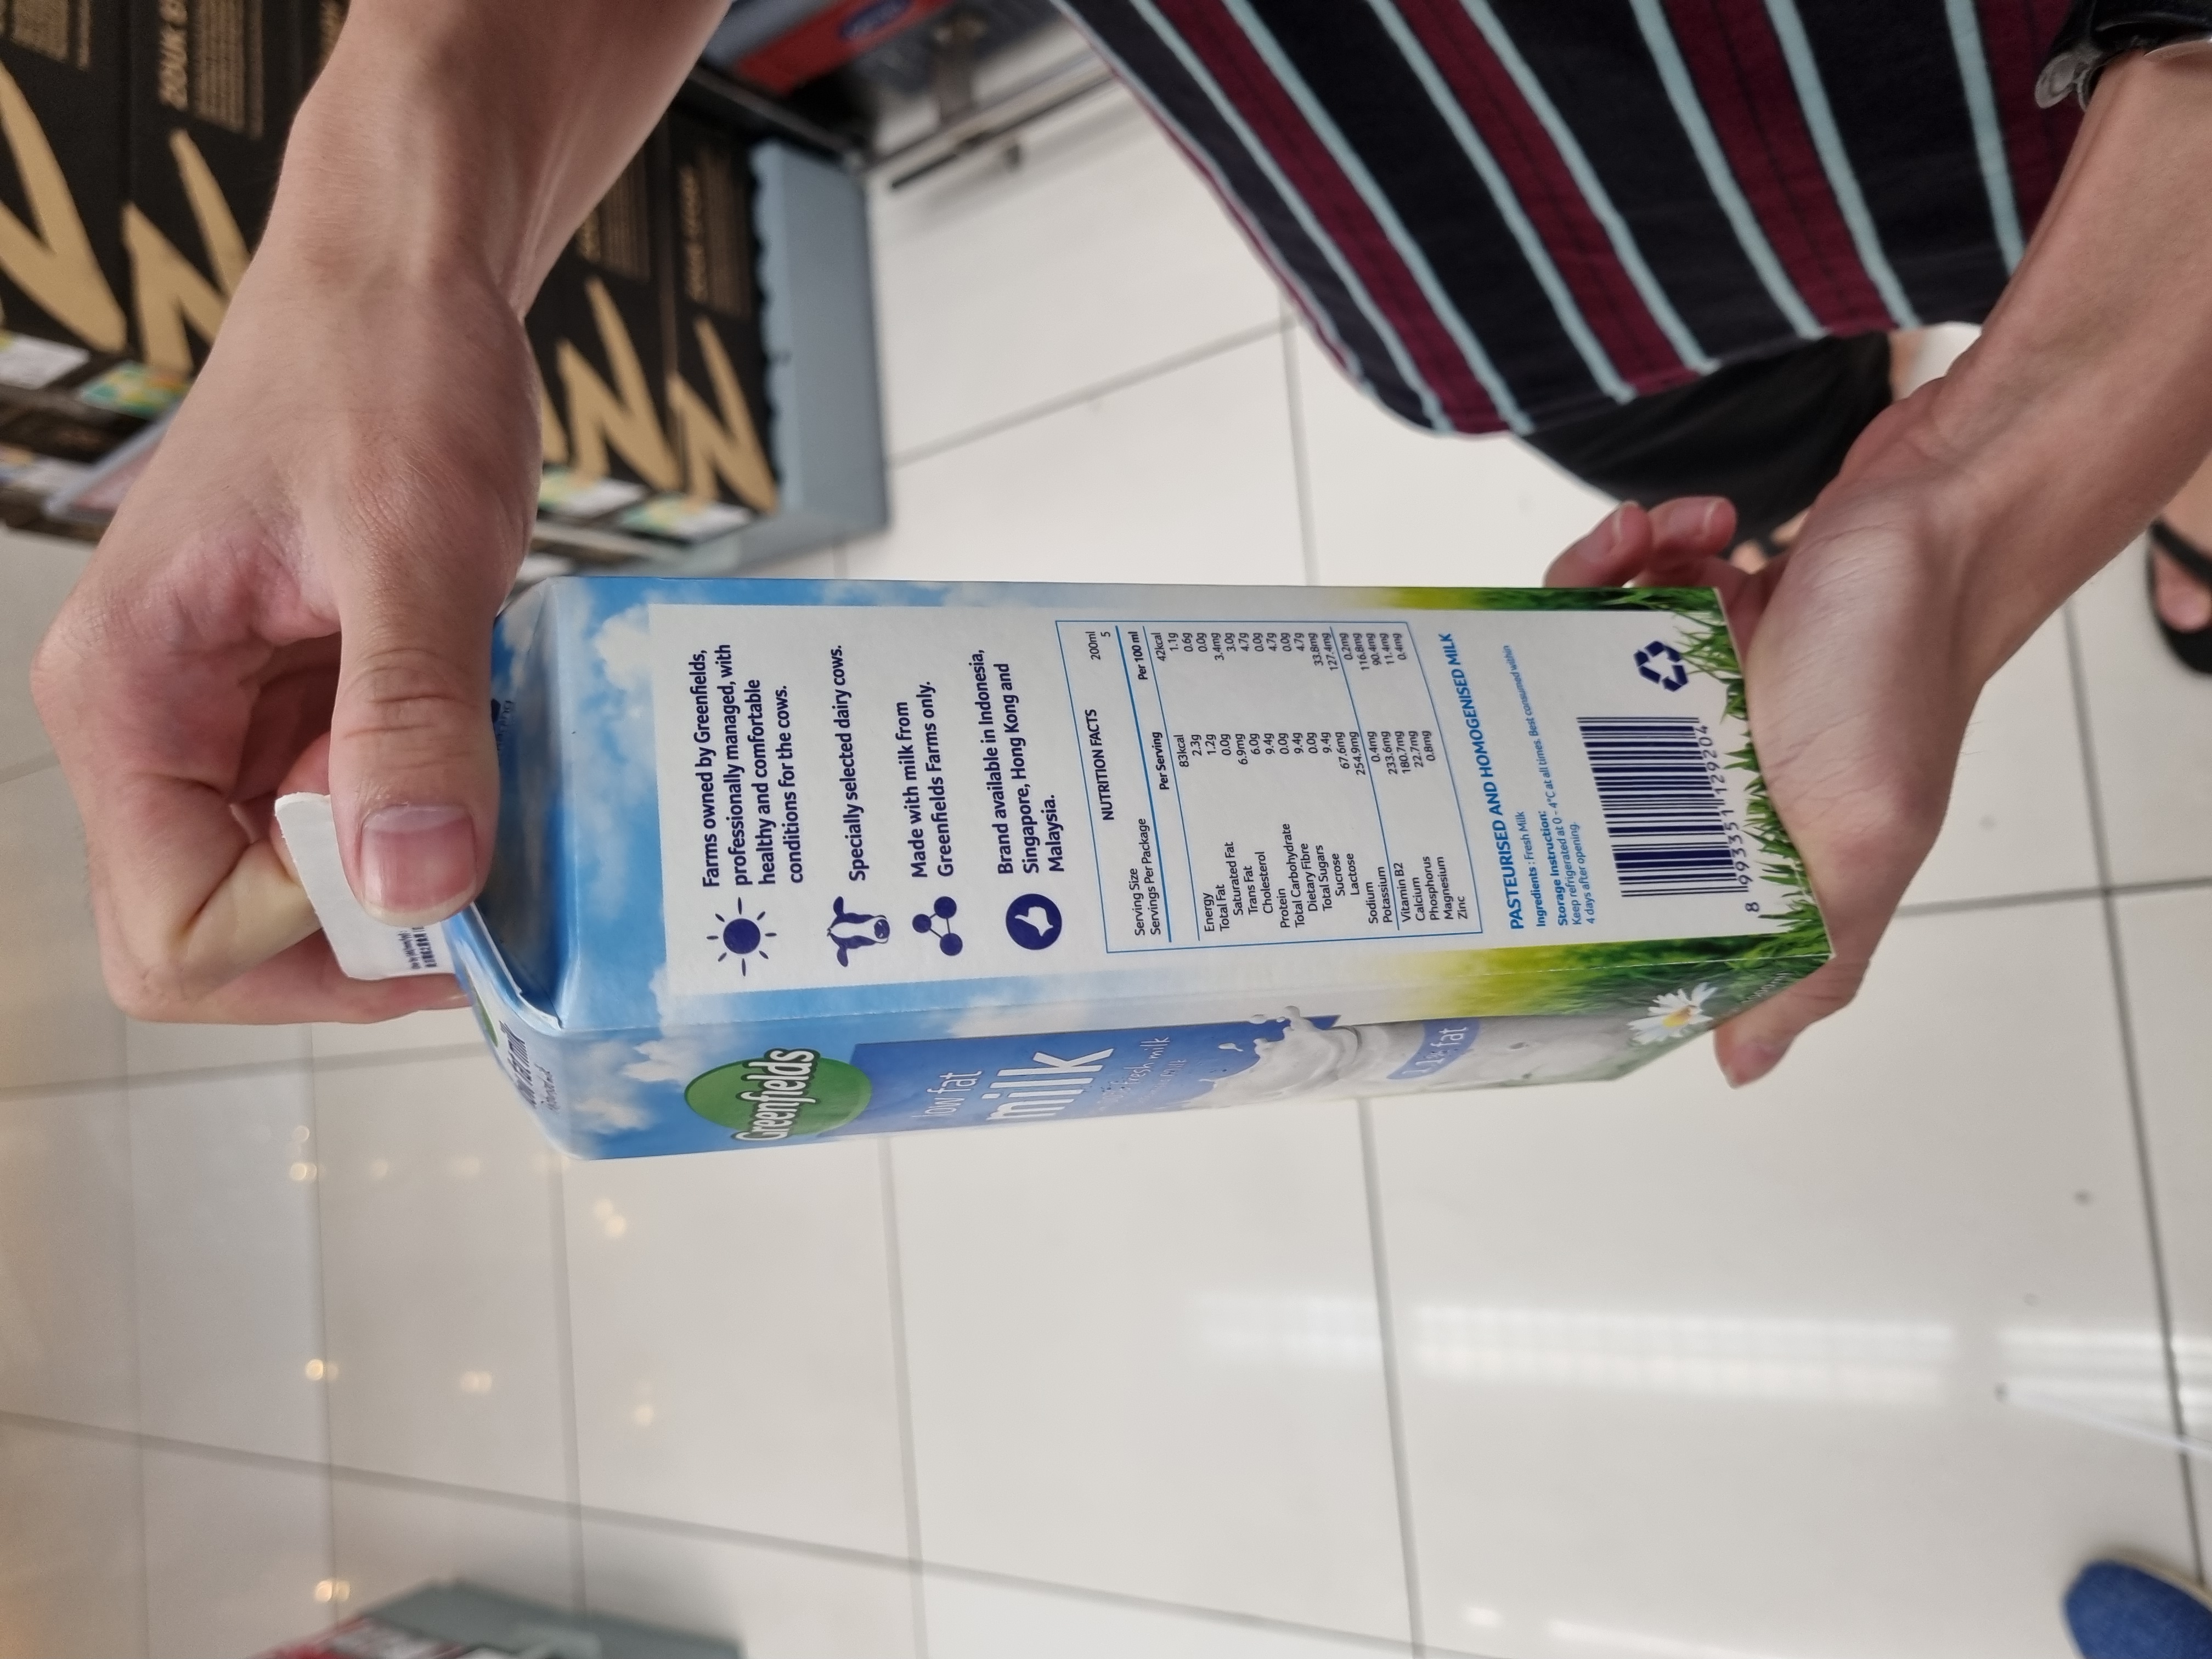 low fat milk
Greenfields
low fat
milk
fresh milk
1.1% fat
Farms owned by Greenfields,
professionally managed, with
healthy and comfortable
conditions for the cows.
Specially selected dairy cows.
Made with milk from
Greenfields Farms only.
Brand available in Indonesia,
Singapore, Hong Kong and
Malaysia.
NUTRITION FACTS
Serving Size 200ml
Servings Per Package 5
Per Serving Per 100 ml
Energy 83kcal 42kcal
Total Fat 2.3g 1.1g
Saturated Fat 1.2g 0.6g
Trans Fat 0.0g 0.0g
Cholesterol 6.9mg 3.4mg
Protein 6.0g 3.0g
Total Carbohydrate 9.4g 4.7g
Dietary Fibre 0.0g 0.0g
Total Sugars 9.4g 4.7g
Sucrose 0.0g 0.0g
Lactose 9.4g 4.7g
Sodium 67.6mg 33.8mg
Potassium 254.9mg 127.4mg
Vitamin B2 0.4mg 0.2mg
Calcium 233.6mg 116.8mg
Phosphorus 180.7mg 90.4mg
Magnesium 22.7mg 11.4mg
Zinc 0.8mg 0.4mg
PASTEURISED AND HOMOGENISED MILK
Ingredients : Fresh Milk
Storage Instruction:
Keep refrigerated at 0 - 4°C at all times. Best consumed within
4 days after opening.
8 993351 129204
ZOUK